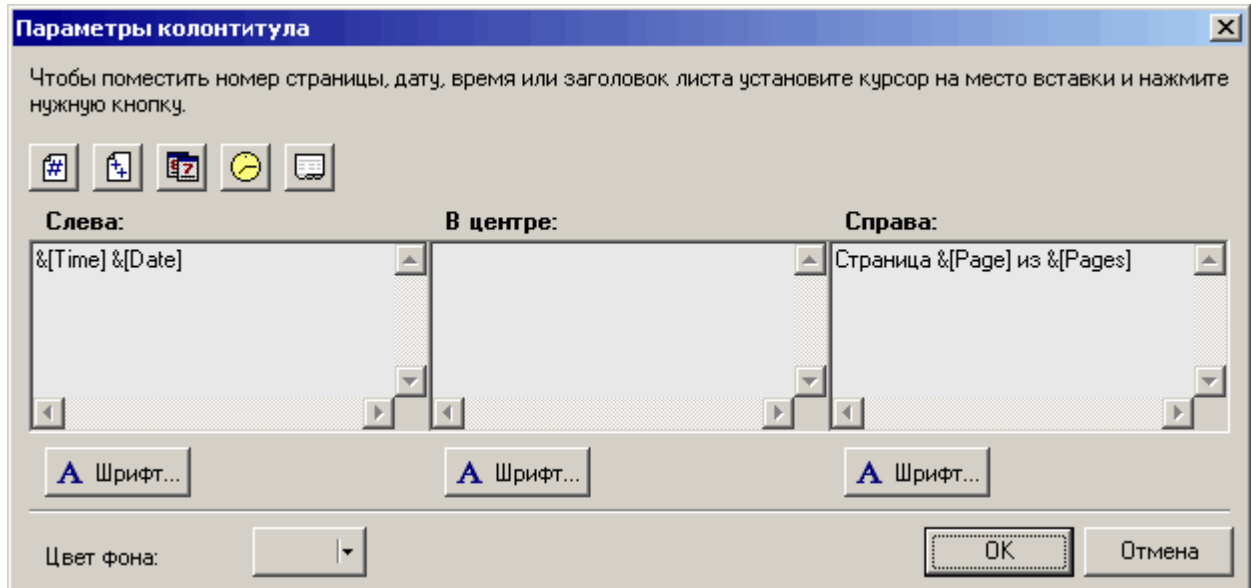 Параметры колонтитула
Чтобы поместить номер страницы, дату, время или заголовок листа установите курсор на место вставки и нажмите
нужную кнопку.
Слева: В центре: Справа:
&[Time] &[Date] Страница &[Page] из &[Pages]
А Шрифт... А Шрифт... А Шрифт...
Цвет фона: OK Отмена